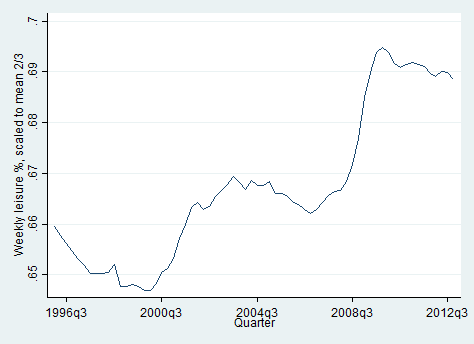 Weekly leisure %, scaled to mean 2/3
.7
.69
.68
.67
.66
.65
1996q3 2000q3 2004q3 2008q3 2012q3
Quarter